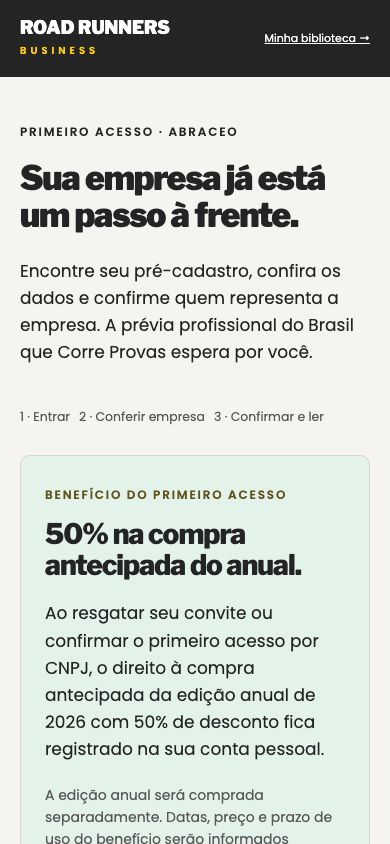 ROAD RUNNERS
BUSINESS
Minha biblioteca →
PRIMEIRO ACESSO · ABRACEO
Sua empresa já está
um passo à frente.
Encontre seu pré-cadastro, confira os
dados e confirme quem representa a
empresa. A prévia profissional do Brasil
que Corre Provas espera por você.
1 · Entrar 2 · Conferir empresa 3 · Confirmar e ler
BENEFÍCIO DO PRIMEIRO ACESSO
50% na compra
antecipada do anual.
Ao resgatar seu convite ou
confirmar o primeiro acesso por
CNPJ, o direito à compra
antecipada da edição anual de
2026 com 50% de desconto fica
registrado na sua conta pessoal.
A edição anual será comprada
separadamente. Datas, preço e prazo de
uso do benefício serão informados